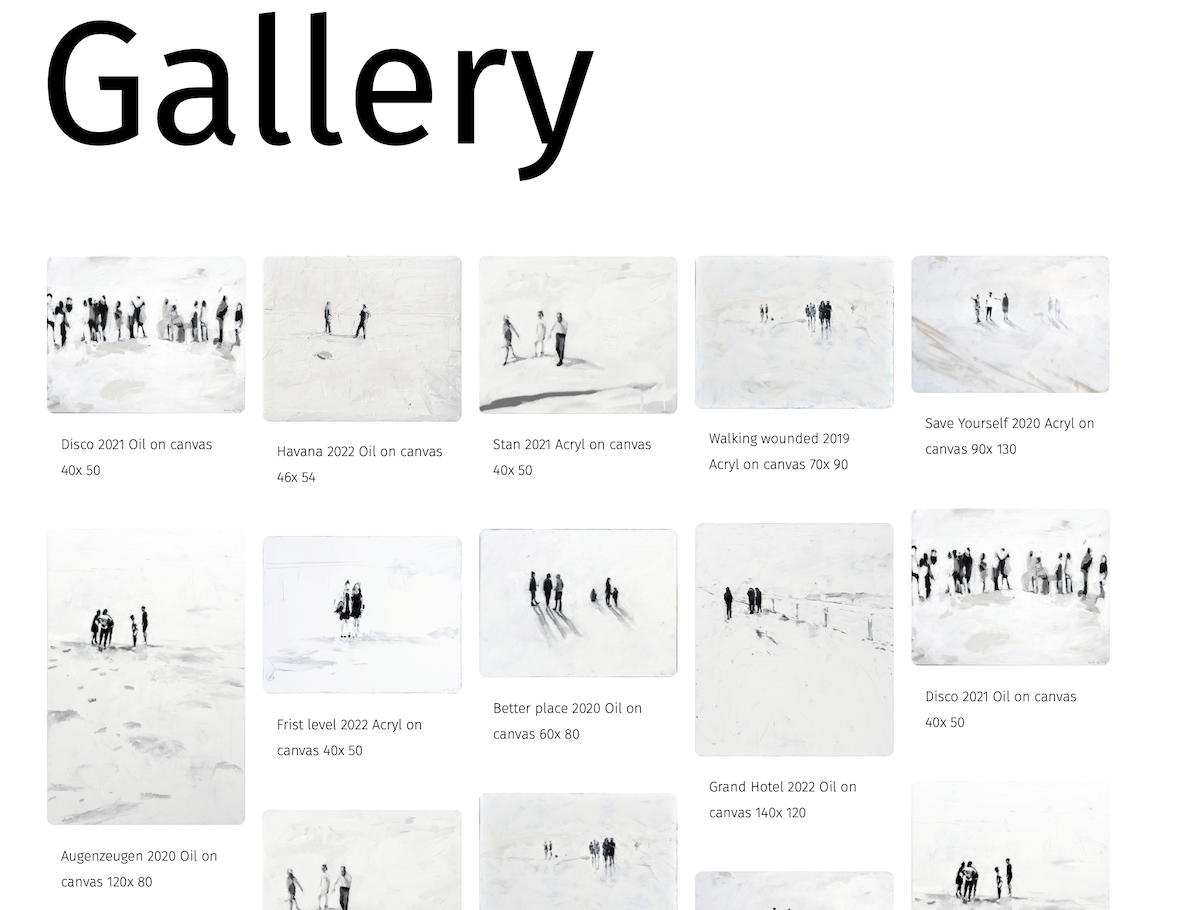 Gallery
Disco 2021 Oil on canvas
40x 50
Havana 2022 Oil on canvas
46x 54
Stan 2021 Acryl on canvas
40x 50
Walking wounded 2019
Acryl on canvas 70x 90
Save Yourself 2020 Acryl on
canvas 90x 130
Augenzeugen 2020 Oil on
canvas 120x 80
Frist level 2022 Acryl on
canvas 40x 50
Better place 2020 Oil on
canvas 60x 80
Grand Hotel 2022 Oil on
canvas 140x 120
Disco 2021 Oil on canvas
40x 50